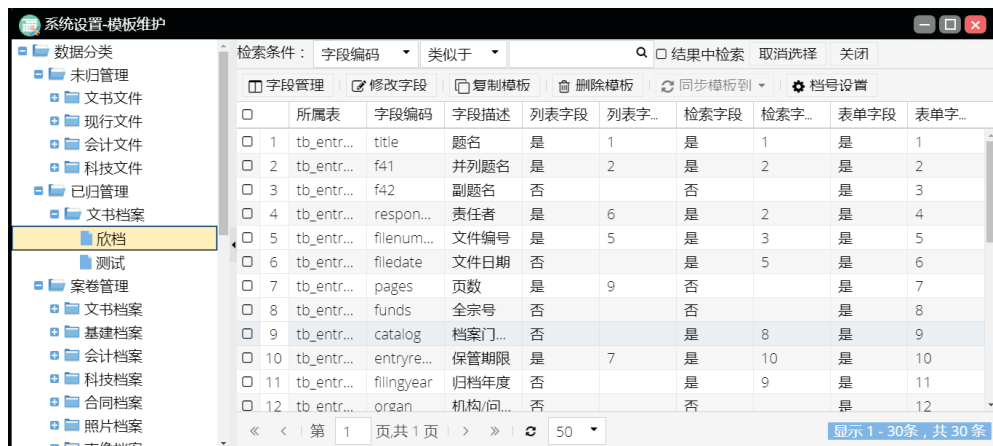 系统设置-模板维护
数据分类
未归管理
文书文件
现行文件
会计文件
科技文件
已归管理
文书档案
欣档
测试
案卷管理
文书档案
基建档案
会计档案
科技档案
合同档案
照片档案
检索条件： 字段编码 类似于 结果中检索 取消选择 关闭
字段管理 修改字段 复制模板 删除模板 同步模板到 档号设置
所属表 字段编码 字段描述 列表字段 列表字... 检索字段 检索字... 表单字段 表单字...
1 tb_entr... title 题名 是 1 是 1 是 1
2 tb_entr... f41 并列题名 是 2 是 2 是 2
3 tb_entr... f42 副题名 否 否 是 3
4 tb_entr... respon... 责任者 是 6 是 2 是 4
5 tb_entr... filenum... 文件编号 是 5 是 3 是 5
6 tb_entr... filedate 文件日期 否 是 5 是 6
7 tb_entr... pages 页数 是 9 否 是 7
8 tb_entr... funds 全宗号 否 否 是 8
9 tb_entr... catalog 档案门... 否 是 8 是 9
10 tb_entr... entryre... 保管期限 是 7 是 10 是 10
11 tb_entr... filingyear 归档年度 否 是 9 是 11
12 tb_entr... organ 机构/问... 否 否 是 12
第 1 页,共 1 页 50 显示 1 - 30条，共 30 条